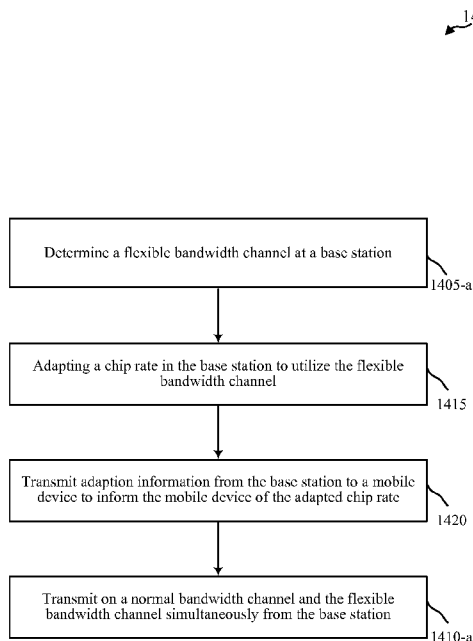 Determine a flexible bandwidth channel at a base station
1405-a
Adapting a chip rate in the base station to utilize the flexible
bandwidth channel
1415
Transmit adaption information from the base station to a mobile
device to inform the mobile device of the adapted chip rate
1420
Transmit on a normal bandwidth channel and the flexible
bandwidth channel simultaneously from the base station
1410-a